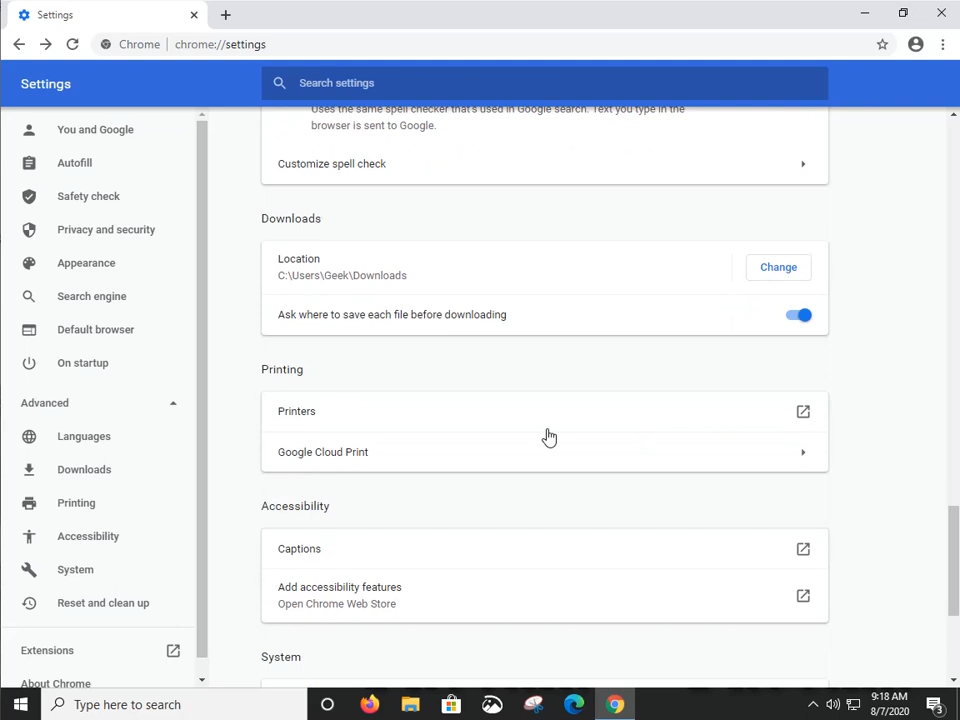 Settings
Chrome | chrome://settings
Settings
Search settings
You and Google
Autofill
Safety check
Privacy and security
Appearance
Search engine
Default browser
On startup
Advanced
Languages
Downloads
Printing
Accessibility
System
Reset and clean up
Extensions
About Chrome
Uses the same spell checker that's used in Google search. Text you type in the
browser is sent to Google.
Customize spell check
Downloads
Location
C:\Users\Geek\Downloads
Change
Ask where to save each file before downloading
Printing
Printers
Google Cloud Print
Accessibility
Captions
Add accessibility features
Open Chrome Web Store
System
Type here to search
9:18 AM
8/7/2020
3